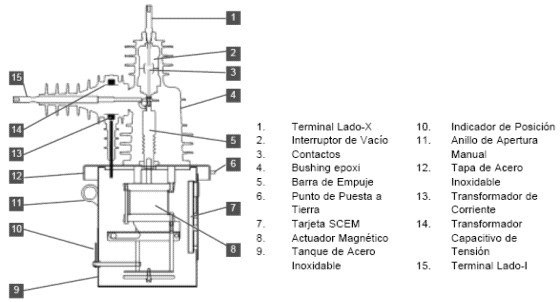 1
2
3
4
5
6
7
8
9
10
11
12
13
14
15
1. Terminal Lado-X
2. Interruptor de Vacío
3. Contactos
4. Bushing epoxi
5. Barra de Empuje
6. Punto de Puesta a
Tierra
7. Tarjeta SCEM
8. Actuador Magnético
9. Tanque de Acero
Inoxidable
10. Indicador de Posición
11. Anillo de Apertura
Manual
12. Tapa de Acero
Inoxidable
13. Transformador de
Corriente
14. Transformador
Capacitivo de
Tensión
15. Terminal Lado-I